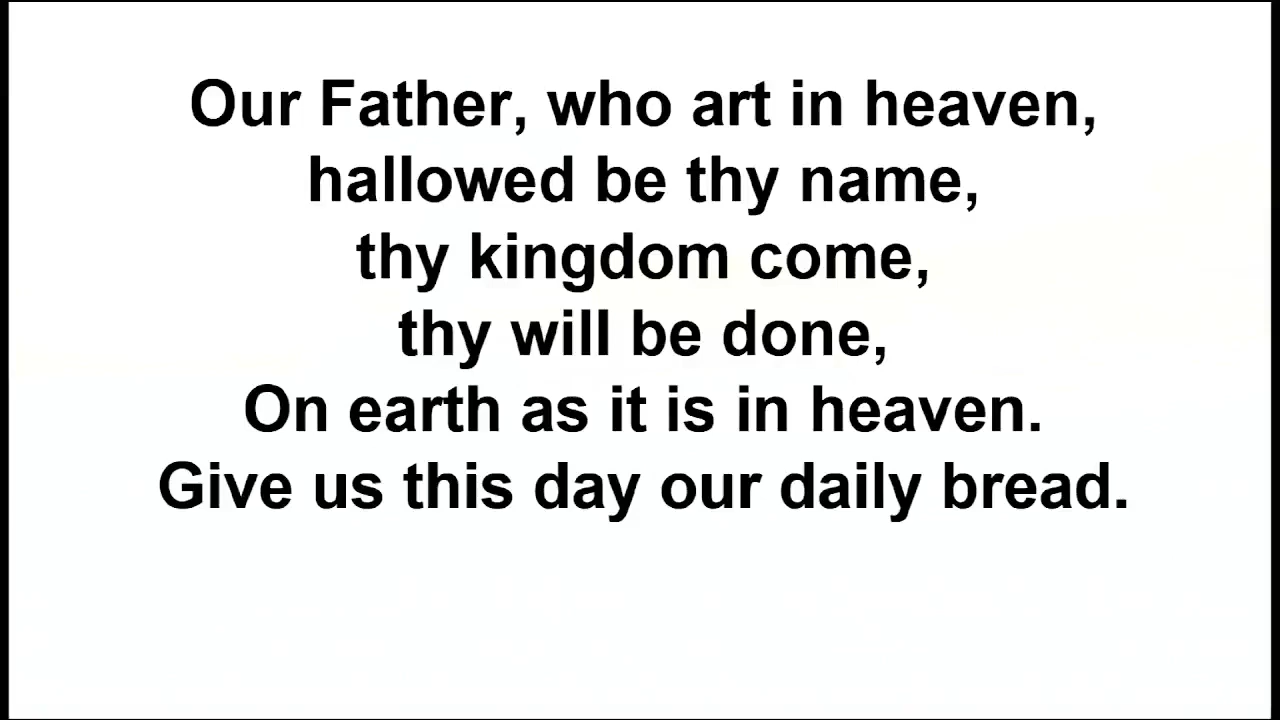 Our Father, who art in heaven,
hallowed be thy name,
thy kingdom come,
thy will be done,
On earth as it is in heaven.
Give us this day our daily bread.